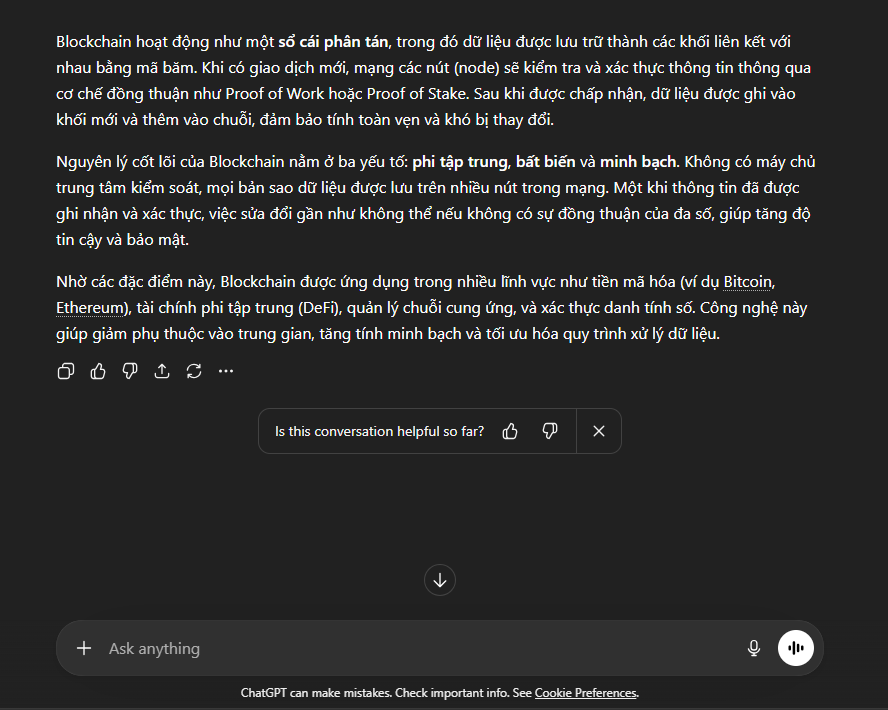 Blockchain hoạt động như một sổ cái phân tán, trong đó dữ liệu được lưu trữ thành các khối liên kết với
nhau bằng mã băm. Khi có giao dịch mới, mạng các nút (node) sẽ kiểm tra và xác thực thông tin thông qua
cơ chế đồng thuận như Proof of Work hoặc Proof of Stake. Sau khi được chấp nhận, dữ liệu được ghi vào
khối mới và thêm vào chuỗi, đảm bảo tính toàn vẹn và khó bị thay đổi.
Nguyên lý cốt lõi của Blockchain nằm ở ba yếu tố: phi tập trung, bất biến và minh bạch. Không có máy chủ
trung tâm kiểm soát, mọi bản sao dữ liệu được lưu trên nhiều nút trong mạng. Một khi thông tin đã được
ghi nhận và xác thực, việc sửa đổi gần như không thể nếu không có sự đồng thuận của đa số, giúp tăng độ
tin cậy và bảo mật.
Nhờ các đặc điểm này, Blockchain được ứng dụng trong nhiều lĩnh vực như tiền mã hóa (ví dụ Bitcoin,
Ethereum), tài chính phi tập trung (DeFi), quản lý chuỗi cung ứng, và xác thực danh tính số. Công nghệ này
giúp giảm phụ thuộc vào trung gian, tăng tính minh bạch và tối ưu hóa quy trình xử lý dữ liệu.
Is this conversation helpful so far?
Ask anything
ChatGPT can make mistakes. Check important info. See Cookie Preferences.